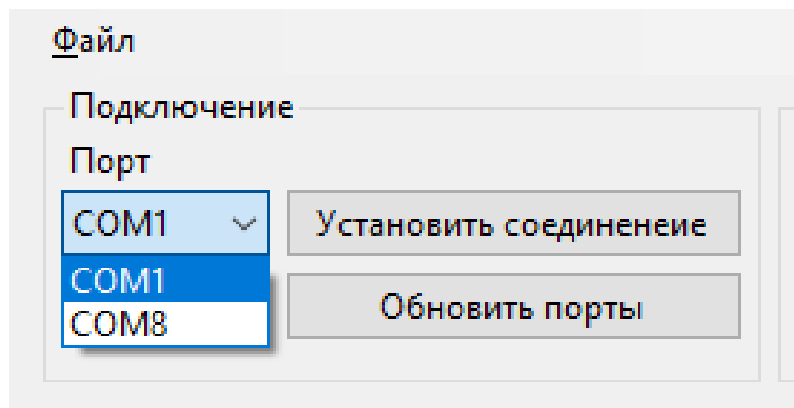 Файл
Подключение
Порт
COM1
Установить соединенеие
COM1
COM8
Обновить порты